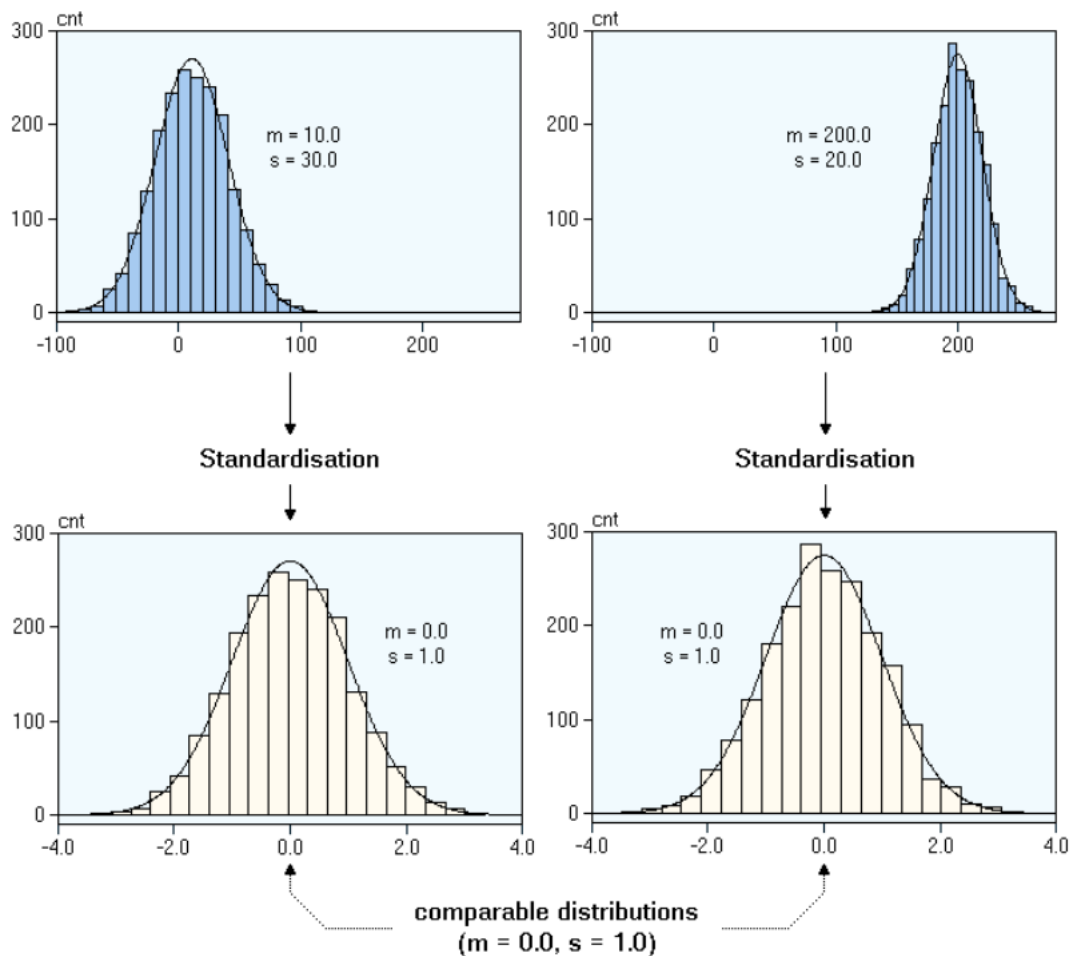 cnt
300
200
100
0
m = 10.0
s = 30.0
-100 0 100 200
cnt
300
200
100
0
m = 200.0
s = 20.0
-100 0 100 200
Standardisation
Standardisation
cnt
300
200
100
0
m = 0.0
s = 1.0
-4.0 -2.0 0.0 2.0 4.0
cnt
300
200
100
0
m = 0.0
s = 1.0
-4.0 -2.0 0.0 2.0 4.0
comparable distributions
(m = 0.0, s = 1.0)